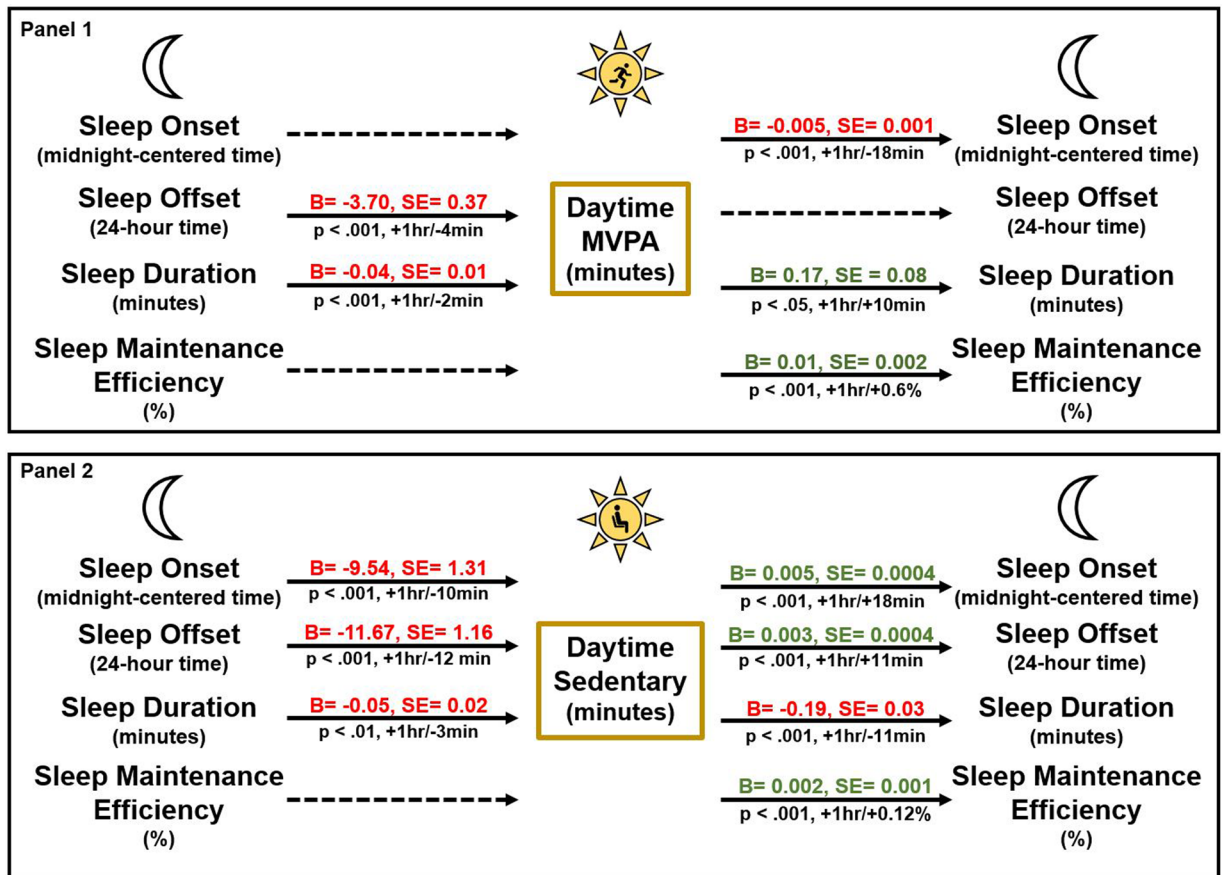 Panel 1
Sleep Onset
(midnight-centered time)
Sleep Offset
(24-hour time)
B= -3.70, SE= 0.37
p < .001, +1hr/-4min
Sleep Duration
(minutes)
B= -0.04, SE= 0.01
p < .001, +1hr/-2min
Sleep Maintenance
Efficiency
(%)
Daytime
MVPA
(minutes)
B= -0.005, SE= 0.001
p < .001, +1hr/-18min
Sleep Onset
(midnight-centered time)
Sleep Offset
(24-hour time)
B= 0.17, SE = 0.08
p < .05, +1hr/+10min
Sleep Duration
(minutes)
B= 0.01, SE= 0.002
p < .001, +1hr/+0.6%
Sleep Maintenance
Efficiency
(%)
Panel 2
Sleep Onset
(midnight-centered time)
B= -9.54, SE= 1.31
p < .001, +1hr/-10min
Sleep Offset
(24-hour time)
B= -11.67, SE= 1.16
p < .001, +1hr/-12 min
Sleep Duration
(minutes)
B= -0.05, SE= 0.02
p < .01, +1hr/-3min
Sleep Maintenance
Efficiency
(%)
Daytime
Sedentary
(minutes)
B= 0.005, SE= 0.0004
p < .001, +1hr/+18min
Sleep Onset
(midnight-centered time)
B= 0.003, SE= 0.0004
p < .001, +1hr/+11min
Sleep Offset
(24-hour time)
B= -0.19, SE= 0.03
p < .001, +1hr/-11min
Sleep Duration
(minutes)
B= 0.002, SE= 0.001
p < .001, +1hr/+0.12%
Sleep Maintenance
Efficiency
(%)